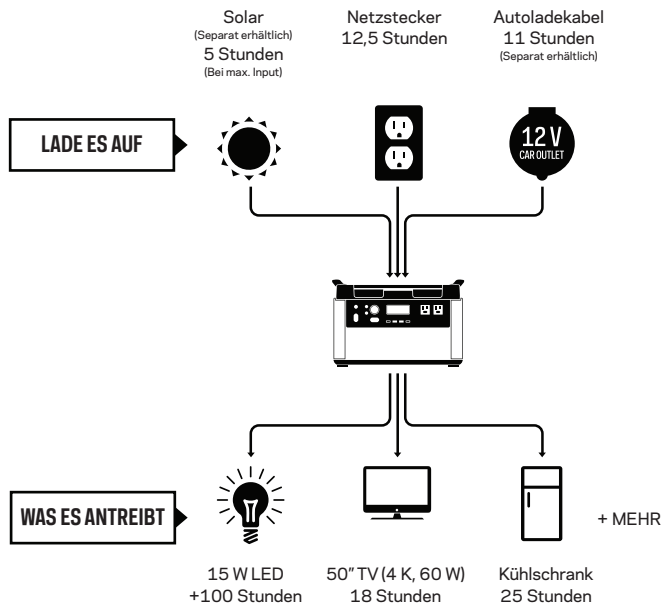 Solar
(Separat erhältlich)
5 Stunden
(Bei max. Input)
Netzstecker
12,5 Stunden
Autoladekabel
11 Stunden
(Separat erhältlich)
LADE ES AUF
12 V
CAR OUTLET
WAS ES ANTREIBT
+ MEHR
15 W LED
+100 Stunden
50” TV (4 K, 60 W)
18 Stunden
Kühlschrank
25 Stunden